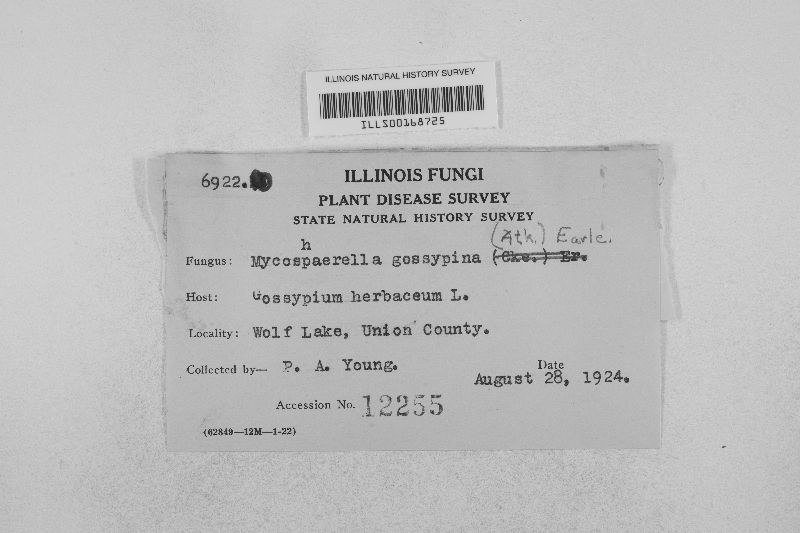 ILLINOIS NATURAL HISTORY SURVEY
ILLS00168725
6922.
ILLINOIS FUNGI
PLANT DISEASE SURVEY
STATE NATURAL HISTORY SURVEY
h (Atk.) Earle.
Fungus: Mycospaerella gossypina (Cke.) Er.
Host: Gossypium herbaceum L.
Locality: Wolf Lake, Union County.
Collected by— P. A. Young.
Date
August 28, 1924.
Accession No. 12255
(62849—12M—1-22)